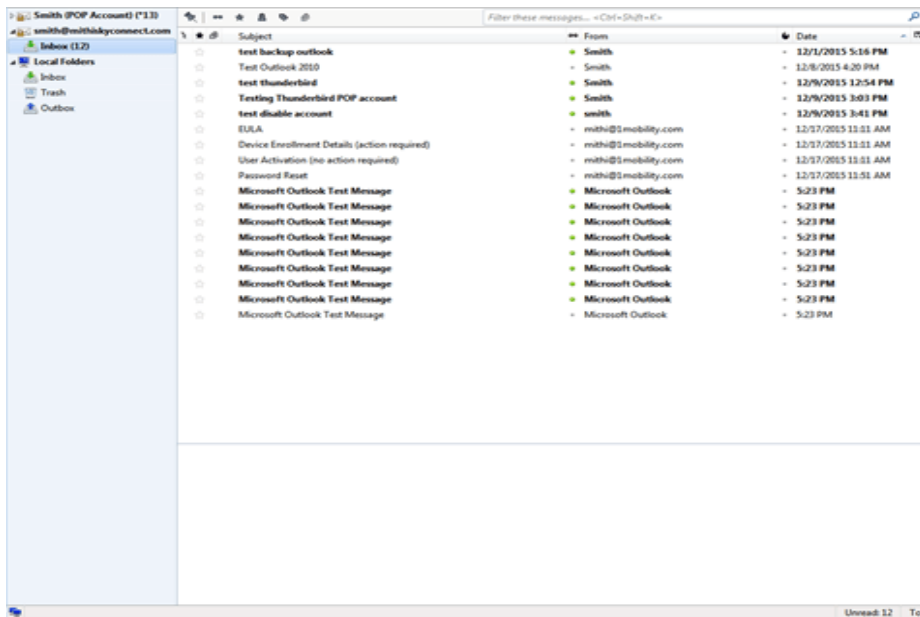 Smith (POP Account) (*13)
smith@mithiskyconnect.com
Inbox (12)
Local Folders
Inbox
Trash
Outbox
Filter these messages... <Ctrl+Shift+K>
Subject From Date
test backup outlook Smith 12/1/2015 5:16 PM
Test Outlook 2010 Smith 12/8/2015 4:20 PM
test thunderbird Smith 12/9/2015 12:54 PM
Testing Thunderbird POP account Smith 12/9/2015 3:03 PM
test disable account smith 12/9/2015 3:41 PM
EULA mithi@1mobility.com 12/17/2015 11:11 AM
Device Enrollment Details (action required) mithi@1mobility.com 12/17/2015 11:11 AM
User Activation (no action required) mithi@1mobility.com 12/17/2015 11:11 AM
Password Reset mithi@1mobility.com 12/17/2015 11:51 AM
Microsoft Outlook Test Message Microsoft Outlook 5:23 PM
Microsoft Outlook Test Message Microsoft Outlook 5:23 PM
Microsoft Outlook Test Message Microsoft Outlook 5:23 PM
Microsoft Outlook Test Message Microsoft Outlook 5:23 PM
Microsoft Outlook Test Message Microsoft Outlook 5:23 PM
Microsoft Outlook Test Message Microsoft Outlook 5:23 PM
Microsoft Outlook Test Message Microsoft Outlook 5:23 PM
Microsoft Outlook Test Message Microsoft Outlook 5:23 PM
Microsoft Outlook Test Message Microsoft Outlook 5:23 PM
Unread: 12 To